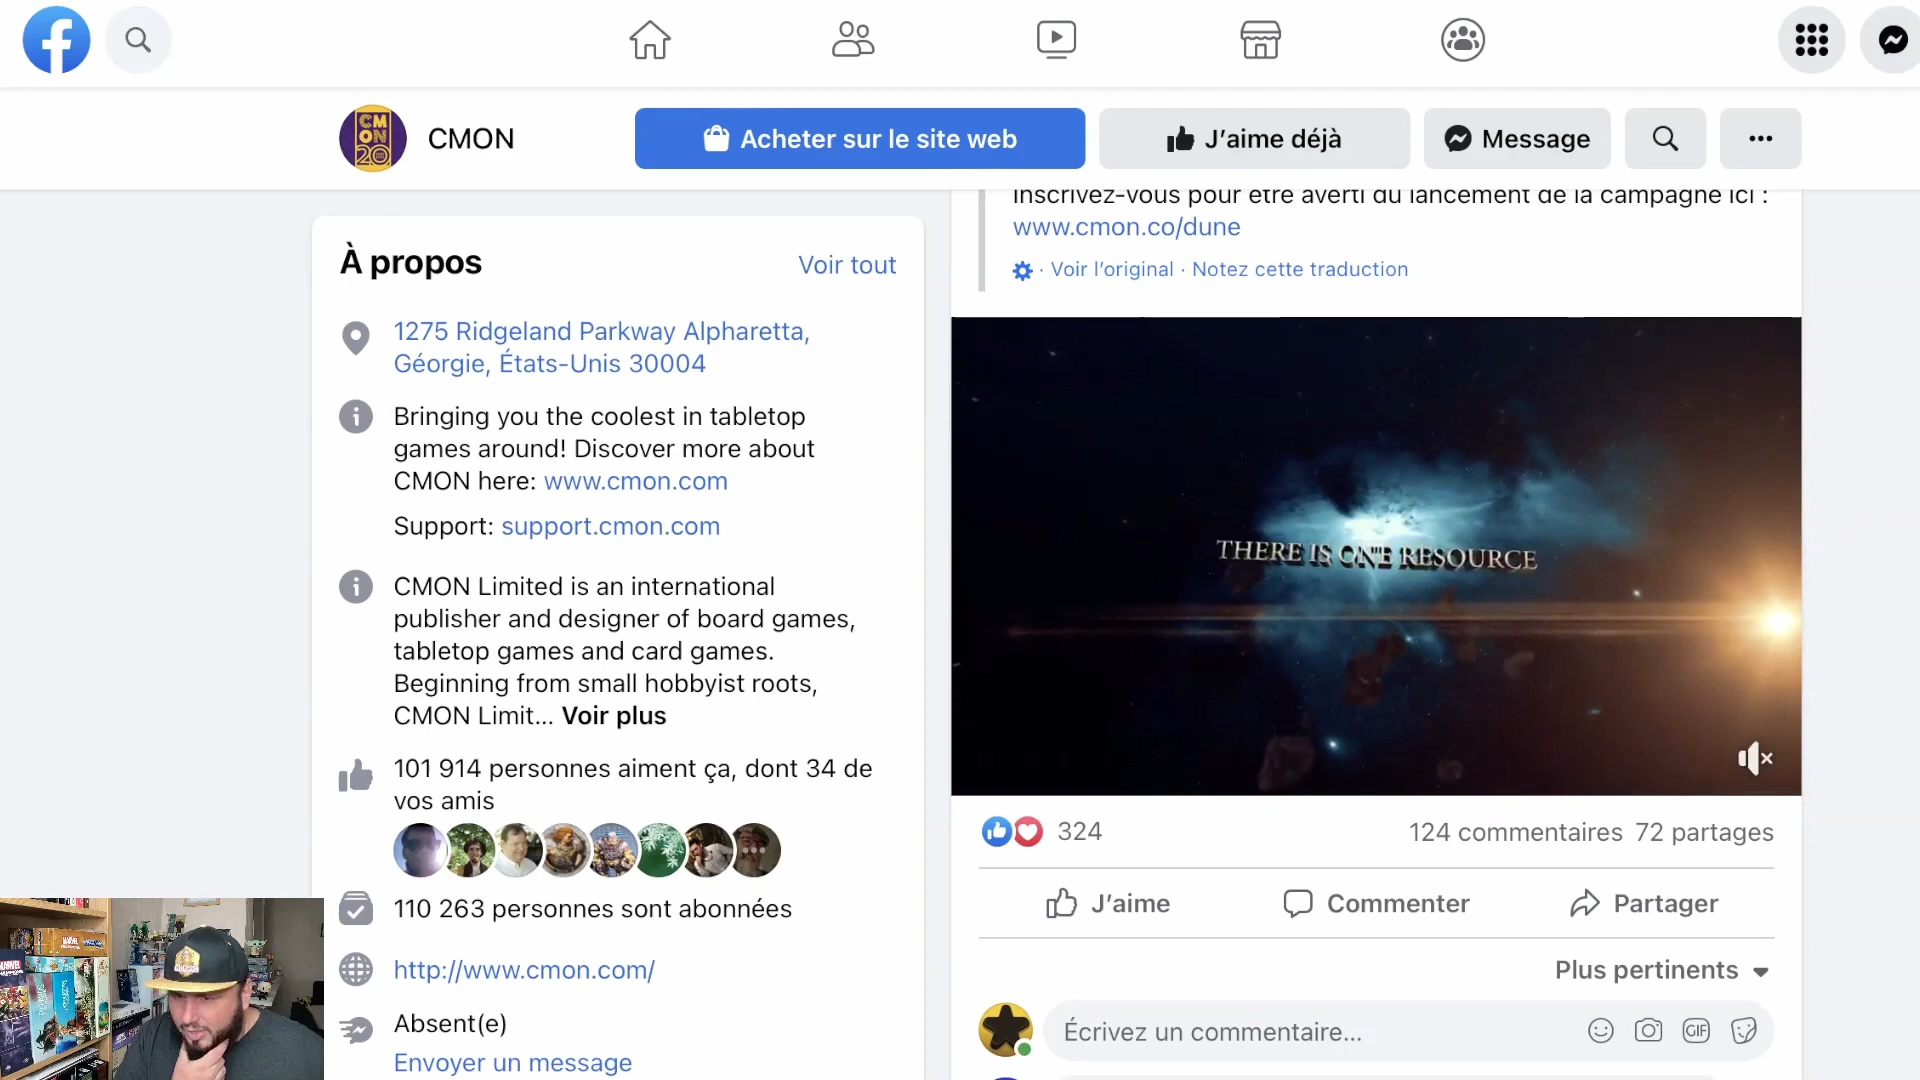 CMON
Acheter sur le site web
J'aime déjà
Message
CM
ON
20
Inscrivez-vous pour être averti du lancement de la campagne ici :
www.cmon.co/dune
· Voir l'original · Notez cette traduction
À propos
Voir tout
1275 Ridgeland Parkway Alpharetta,
Géorgie, États-Unis 30004
Bringing you the coolest in tabletop
games around! Discover more about
CMON here: www.cmon.com
Support: support.cmon.com
CMON Limited is an international
publisher and designer of board games,
tabletop games and card games.
Beginning from small hobbyist roots,
CMON Limit... Voir plus
101 914 personnes aiment ça, dont 34 de
vos amis
110 263 personnes sont abonnées
http://www.cmon.com/
Absent(e)
Envoyer un message
THERE IS ONE RESOURCE
324
124 commentaires 72 partages
J'aime
Commenter
Partager
Plus pertinents
Écrivez un commentaire...
GIF
MARVEL